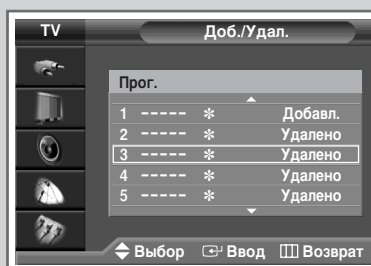 TV Доб./Удал.
Прог.
1 ----- ✻ Добавл.
2 ----- ✻ Удалено
3 ----- ✻ Удалено
4 ----- ✻ Удалено
5 ----- ✻ Удалено
Выбор Ввод Возврат